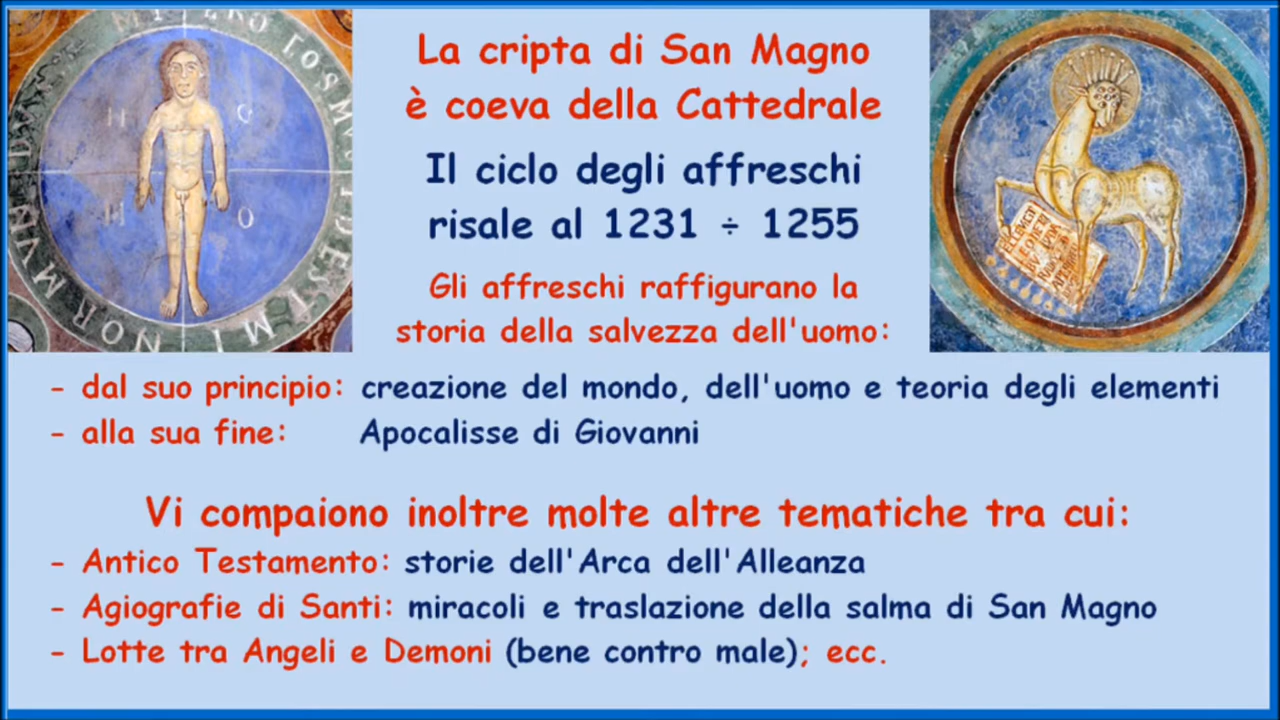 La cripta di San Magno
è coeva della Cattedrale
Il ciclo degli affreschi
risale al 1231 ÷ 1255
Gli affreschi raffigurano la
storia della salvezza dell'uomo:
- dal suo principio: creazione del mondo, dell'uomo e teoria degli elementi
- alla sua fine: Apocalisse di Giovanni
Vi compaiono inoltre molte altre tematiche tra cui:
- Antico Testamento: storie dell'Arca dell'Alleanza
- Agiografie di Santi: miracoli e traslazione della salma di San Magno
- Lotte tra Angeli e Demoni (bene contro male); ecc.